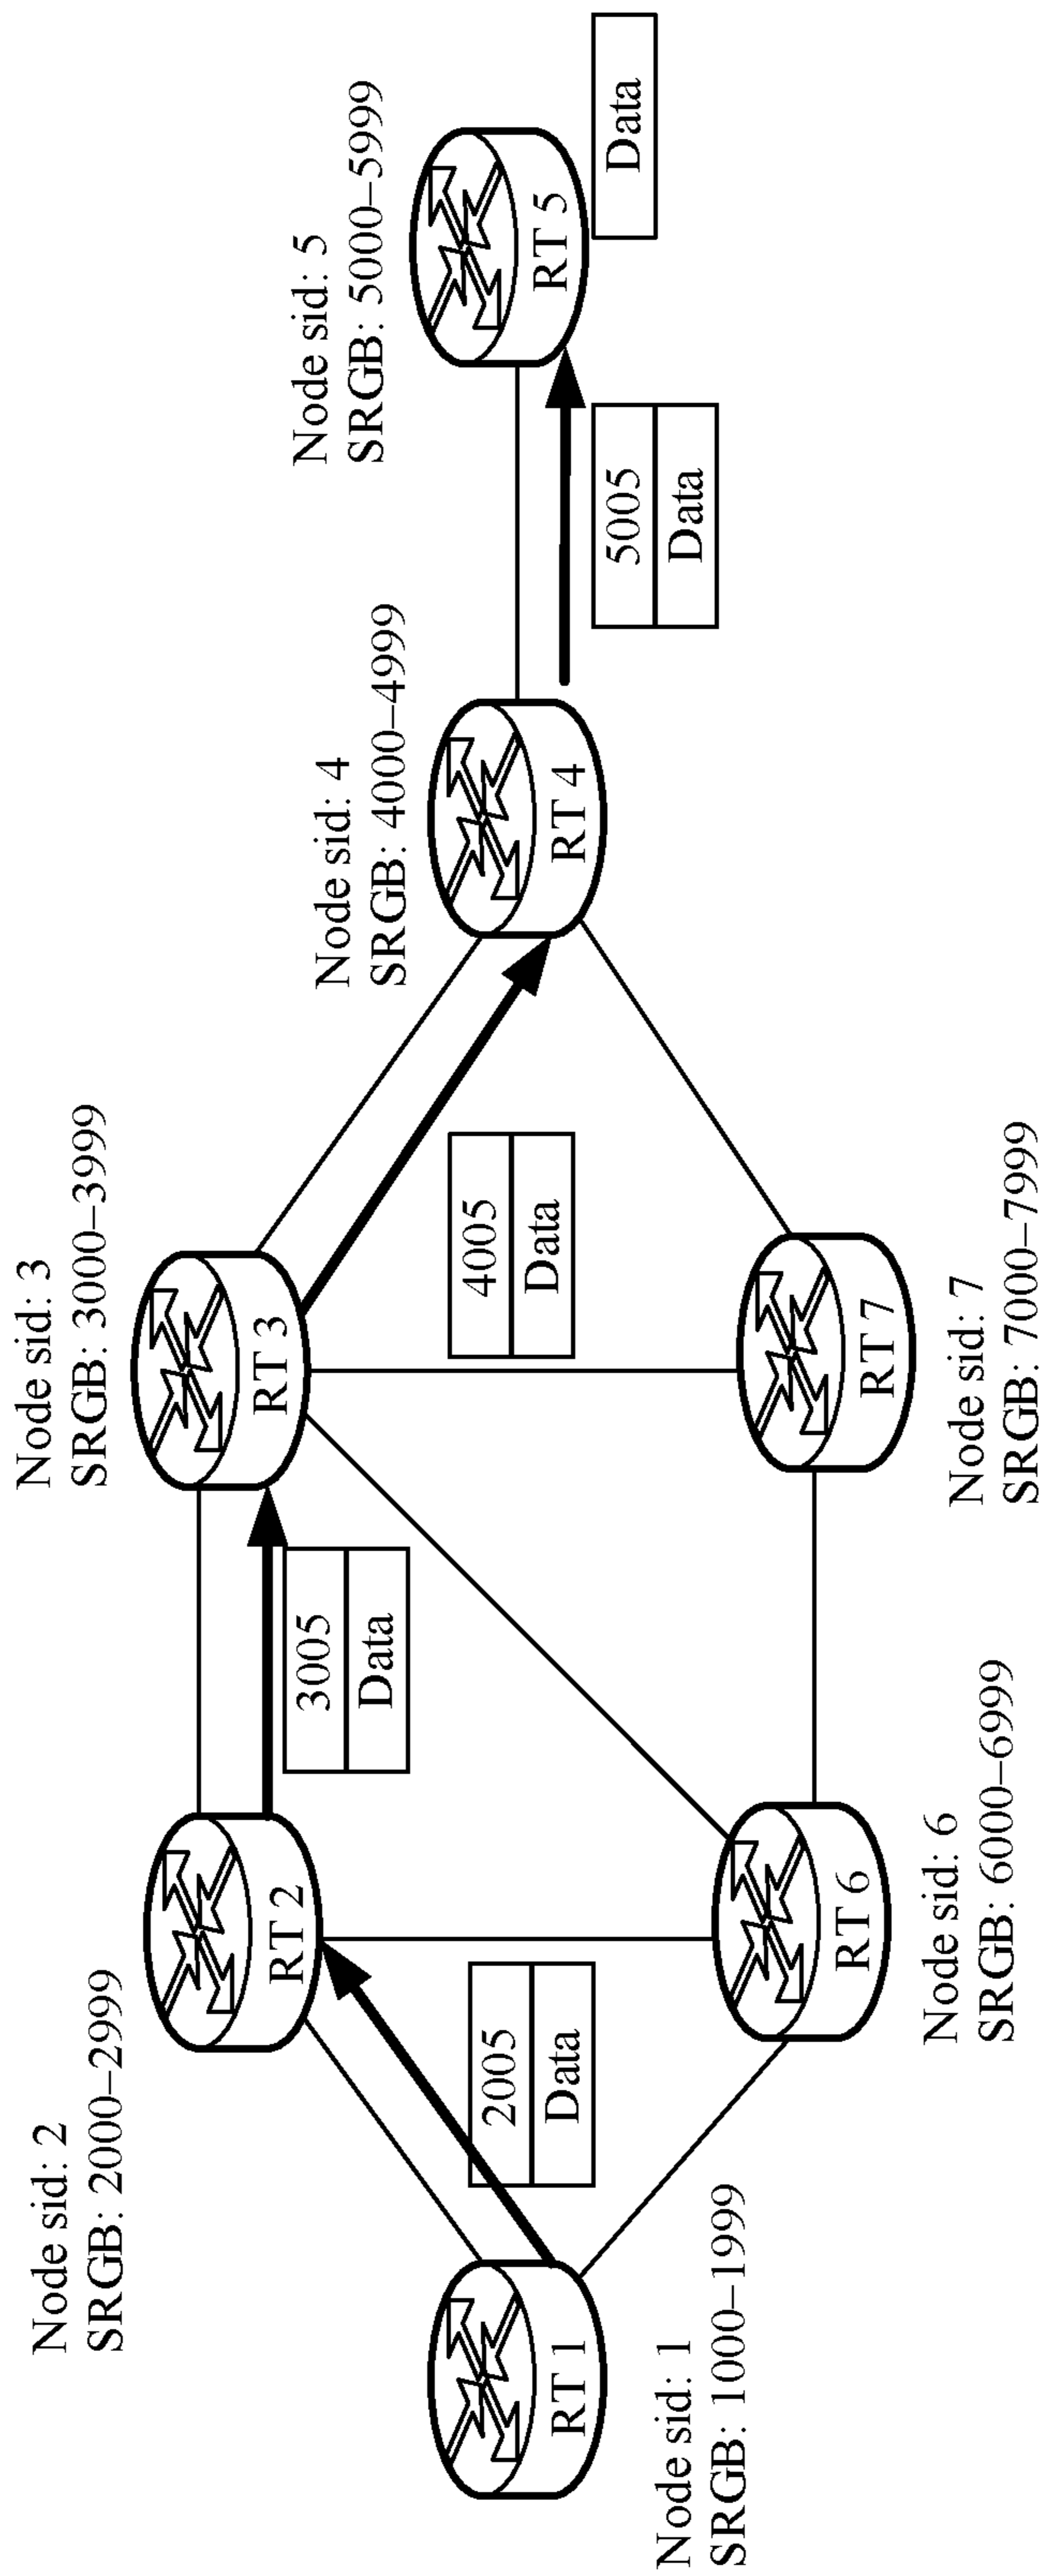 Node sid: 2
SRGB: 2000–2999
Node sid: 3
SRGB: 3000–3999
RT 2
RT 3
3005
Data
Node sid: 4
SRGB: 4000–4999
Node sid: 5
SRGB: 5000–5999
RT 1
2005
Data
4005
Data
RT 4
RT 5
5005
Data
Data
Node sid: 1
SRGB: 1000–1999
RT 6
RT 7
Node sid: 6
SRGB: 6000–6999
Node sid: 7
SRGB: 7000–7999